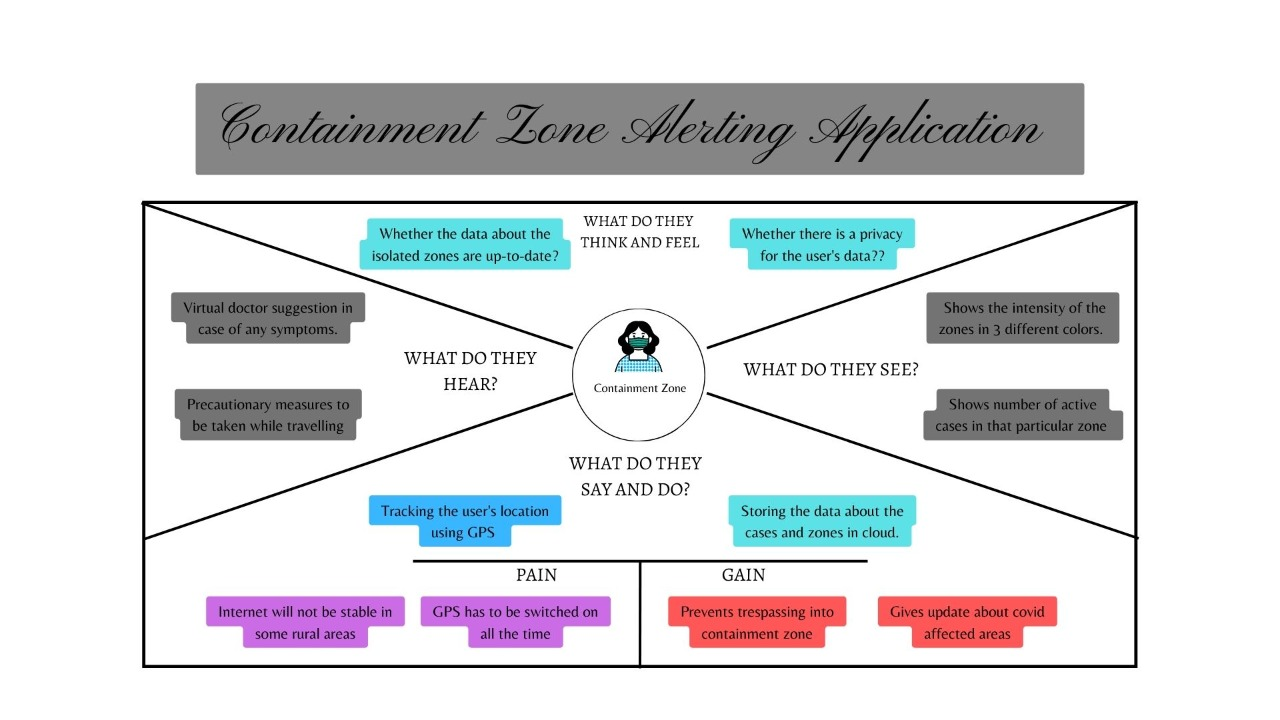 Containment Zone Alerting Application
WHAT DO THEY
THINK AND FEEL
Whether the data about the
isolated zones are up-to-date?
Whether there is a privacy
for the user's data??
Virtual doctor suggestion in
case of any symptoms.
Precautionary measures to
be taken while travelling
WHAT DO THEY
HEAR?
Containment Zone
WHAT DO THEY SEE?
Shows the intensity of the
zones in 3 different colors.
Shows number of active
cases in that particular zone
WHAT DO THEY
SAY AND DO?
Tracking the user's location
using GPS
Storing the data about the
cases and zones in cloud.
PAIN
Internet will not be stable in
some rural areas
GPS has to be switched on
all the time
GAIN
Prevents trespassing into
containment zone
Gives update about covid
affected areas